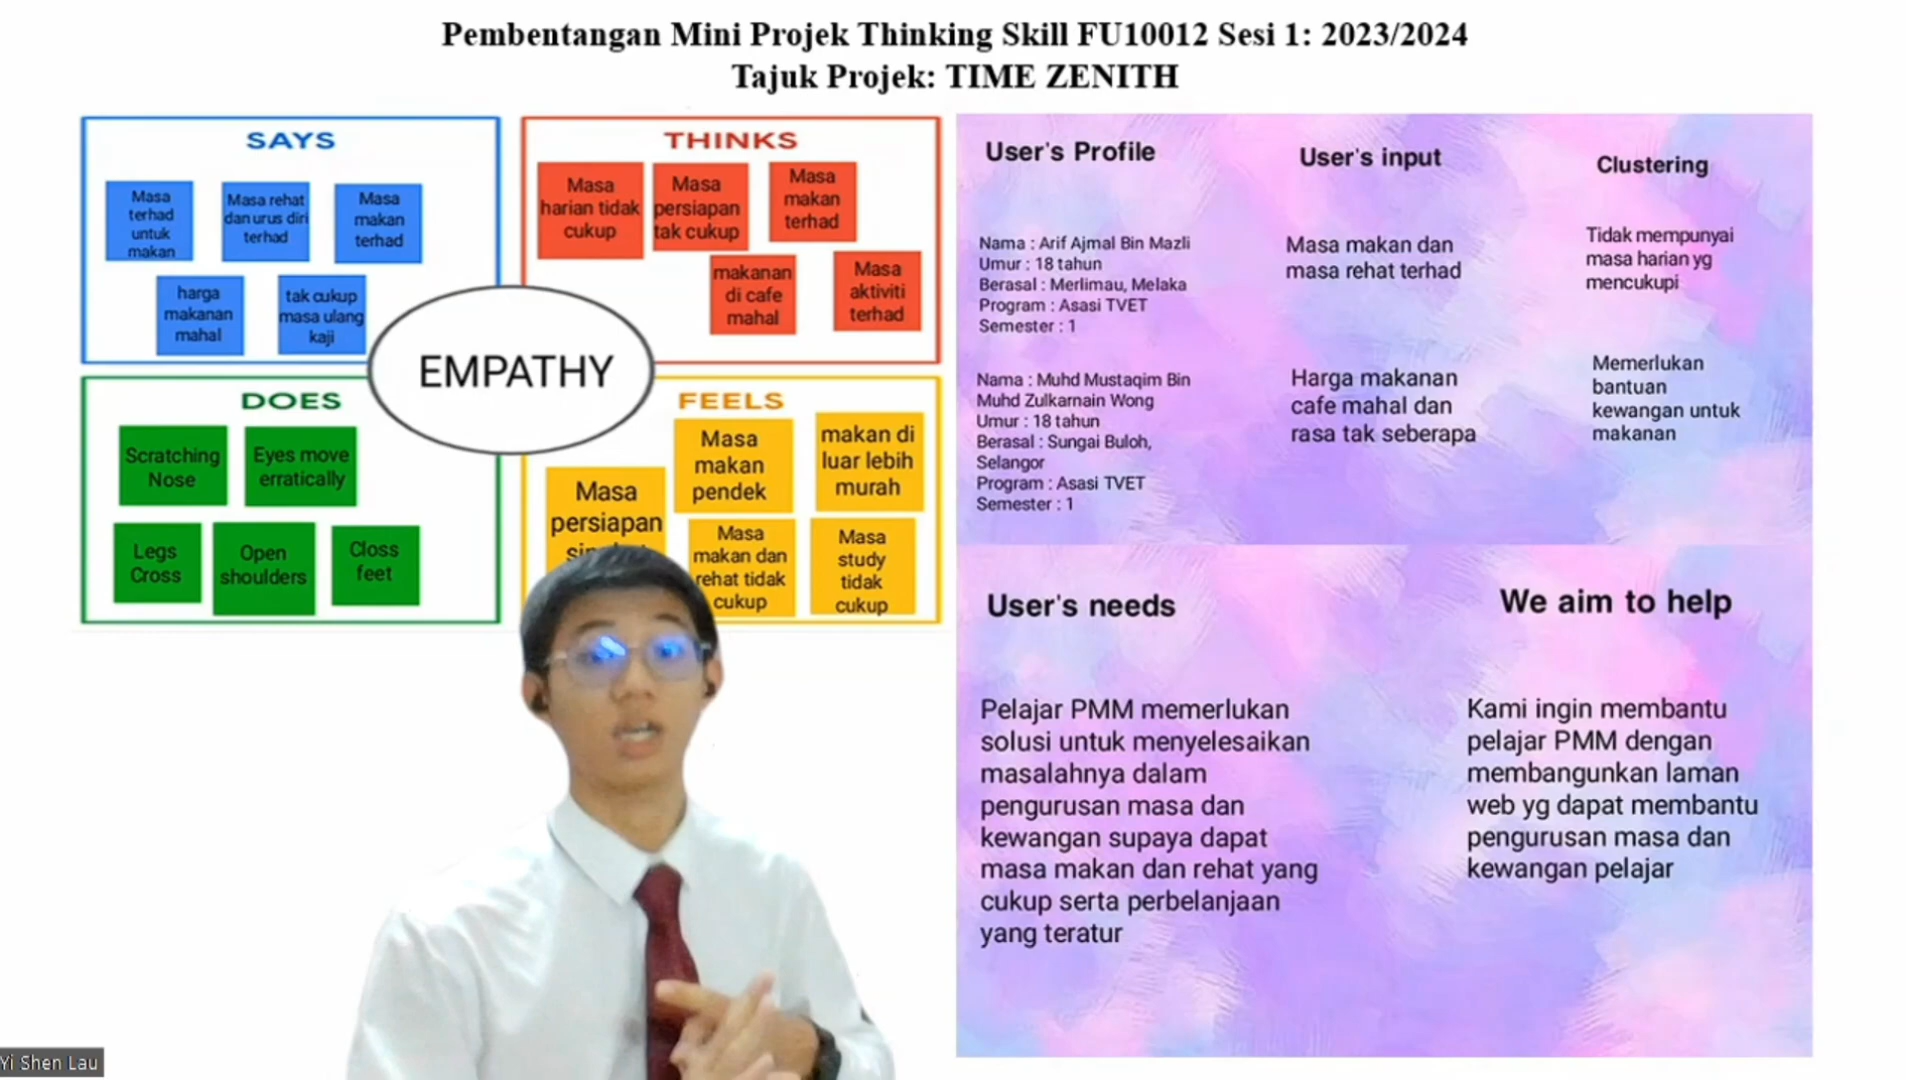 Pembentangan Mini Projek Thinking Skill FU10012 Sesi 1: 2023/2024
Tajuk Projek: TIME ZENITH
SAYS
Masa
terhad
untuk
makan
Masa rehat
dan urus diri
terhad
Masa
makan
terhad
harga
makanan
mahal
tak cukup
masa ulang
kaji
THINKS
Masa
harian tidak
cukup
Masa
persiapan
tak cukup
Masa
makan
terhad
makanan
di cafe
mahal
Masa
aktiviti
terhad
EMPATHY
DOES
Scratching
Nose
Eyes move
erratically
Legs
Cross
Open
shoulders
Closs
feet
FEELS
Masa
persiapan
Masa
makan
pendek
makan di
luar lebih
murah
Masa
makan dan
rehat tidak
cukup
Masa
study
tidak
cukup
User's Profile
Nama : Arif Ajmal Bin Mazli
Umur : 18 tahun
Berasal : Merlimau, Melaka
Program : Asasi TVET
Semester : 1
Nama : Muhd Mustaqim Bin
Muhd Zulkarnain Wong
Umur : 18 tahun
Berasal : Sungai Buloh,
Selangor
Program : Asasi TVET
Semester : 1
User's input
Masa makan dan
masa rehat terhad
Harga makanan
cafe mahal dan
rasa tak seberapa
Clustering
Tidak mempunyai
masa harian yg
mencukupi
Memerlukan
bantuan
kewangan untuk
makanan
User's needs
Pelajar PMM memerlukan
solusi untuk menyelesaikan
masalahnya dalam
pengurusan masa dan
kewangan supaya dapat
masa makan dan rehat yang
cukup serta perbelanjaan
yang teratur
We aim to help
Kami ingin membantu
pelajar PMM dengan
membangunkan laman
web yg dapat membantu
pengurusan masa dan
kewangan pelajar
Yi Shen Lau